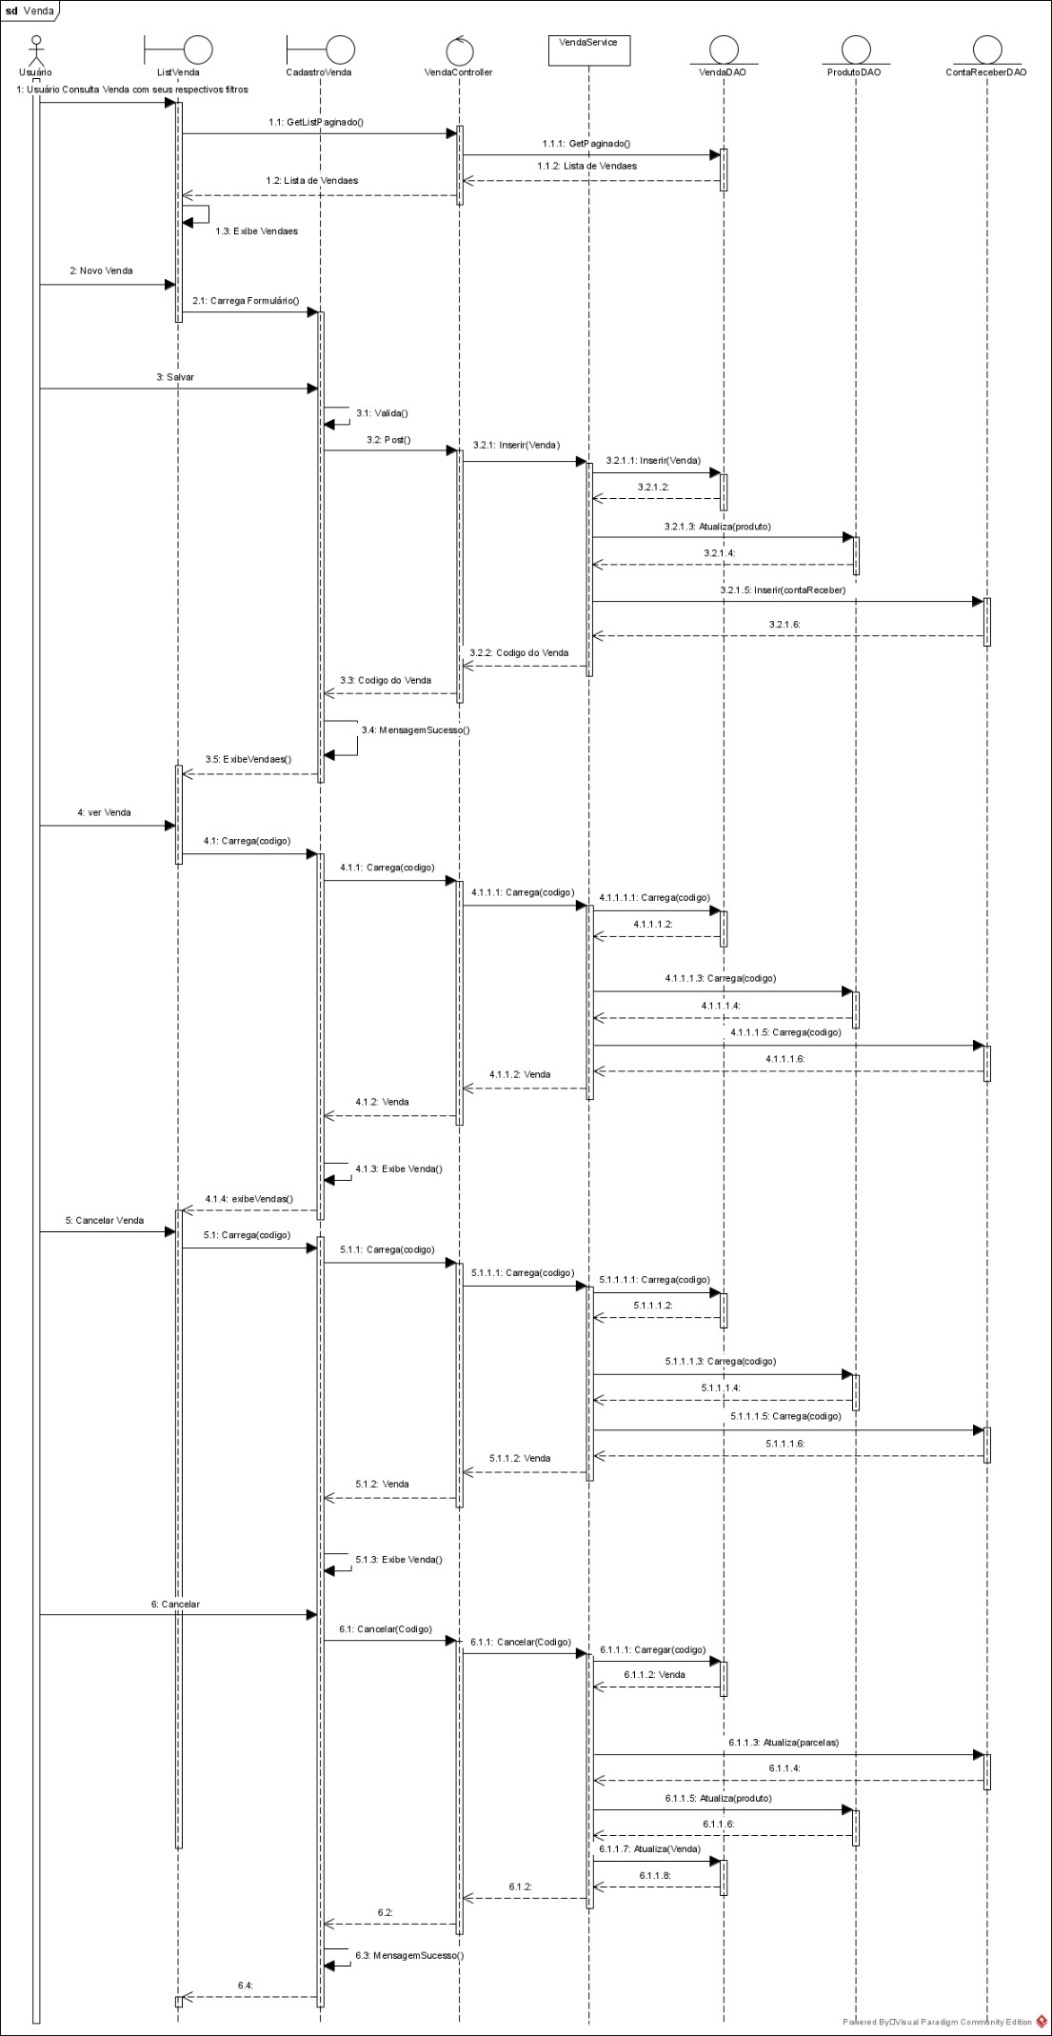 sd Venda
Usuário
ListVenda
CadastroVenda
VendaController
VendaService
VendaDAO
ProdutoDAO
ContaReceberDAO
1: Usuário Consulta Venda com seus respectivos filtros
1.1: GetListPaginado()
1.1.1: GetPaginado()
1.1.2: Lista de Vendaes
1.2: Lista de Vendaes
1.3: Exibe Vendaes
2: Novo Venda
2.1: Carrega Formulário()
3: Salvar
3.1: Valida()
3.2: Post()
3.2.1: Inserir(Venda)
3.2.1.1: Inserir(Venda)
3.2.1.2:
3.2.1.3: Atualiza(produto)
3.2.1.4:
3.2.1.5: Inserir(contaReceber)
3.2.1.6:
3.2.2: Codigo do Venda
3.3: Codigo do Venda
3.4: MensagemSucesso()
3.5: ExibeVendaes()
4: ver Venda
4.1: Carrega(codigo)
4.1.1: Carrega(codigo)
4.1.1.1: Carrega(codigo)
4.1.1.1.1: Carrega(codigo)
4.1.1.1.2:
4.1.1.1.3: Carrega(codigo)
4.1.1.1.4:
4.1.1.1.5: Carrega(codigo)
4.1.1.1.6:
4.1.1.2: Venda
4.1.2: Venda
4.1.3: Exibe Venda()
4.1.4: exibeVendas()
5: Cancelar Venda
5.1: Carrega(codigo)
5.1.1: Carrega(codigo)
5.1.1.1: Carrega(codigo)
5.1.1.1.1: Carrega(codigo)
5.1.1.1.2:
5.1.1.1.3: Carrega(codigo)
5.1.1.1.4:
5.1.1.1.5: Carrega(codigo)
5.1.1.1.6:
5.1.1.2: Venda
5.1.2: Venda
5.1.3: Exibe Venda()
6: Cancelar
6.1: Cancelar(Codigo)
6.1.1: Cancelar(Codigo)
6.1.1.1: Carregar(codigo)
6.1.1.2: Venda
6.1.1.3: Atualiza(parcelas)
6.1.1.4:
6.1.1.5: Atualiza(produto)
6.1.1.6:
6.1.1.7: Atualiza(Venda)
6.1.1.8:
6.1.2:
6.2:
6.3: MensagemSucesso()
6.4:
Powered By Visual Paradigm Community Edition